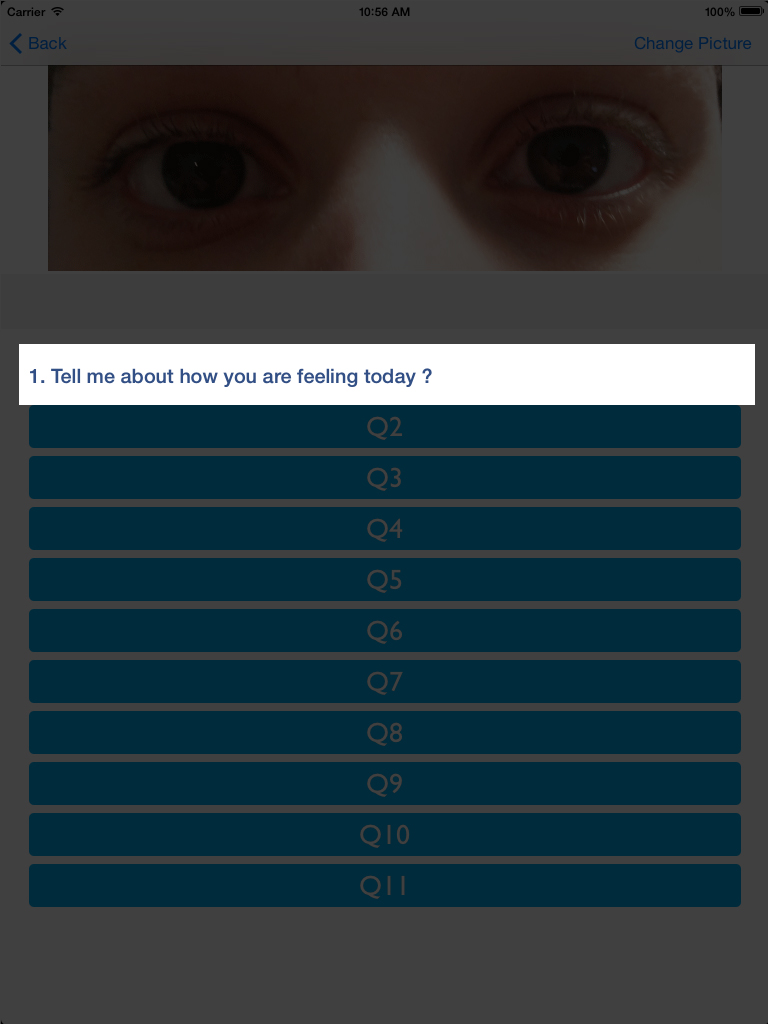 Carrier 10:56 AM 100%
Back Change Picture
1. Tell me about how you are feeling today ?
Q2
Q3
Q4
Q5
Q6
Q7
Q8
Q9
Q10
Q11